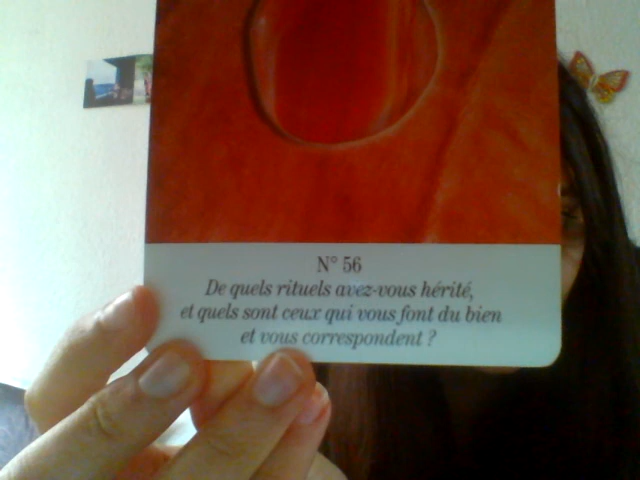 N° 56
De quels rituels avez-vous hérité,
et quels sont ceux qui vous font du bien
et vous correspondent ?